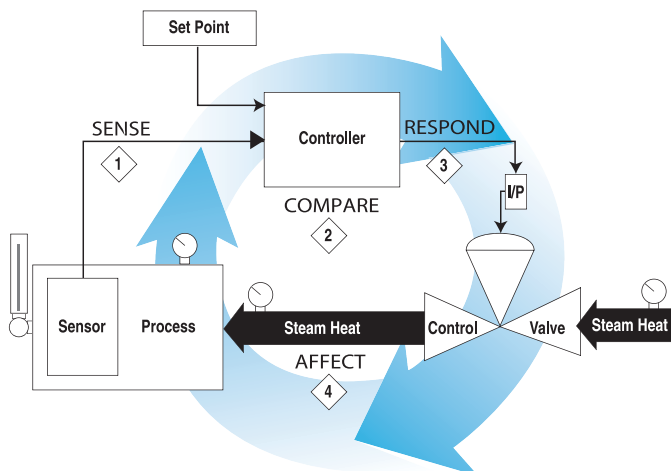 Set Point
SENSE
1
Controller
RESPOND
3
I/P
COMPARE
2
Sensor
Process
Steam Heat
Control
Valve
Steam Heat
AFFECT
4